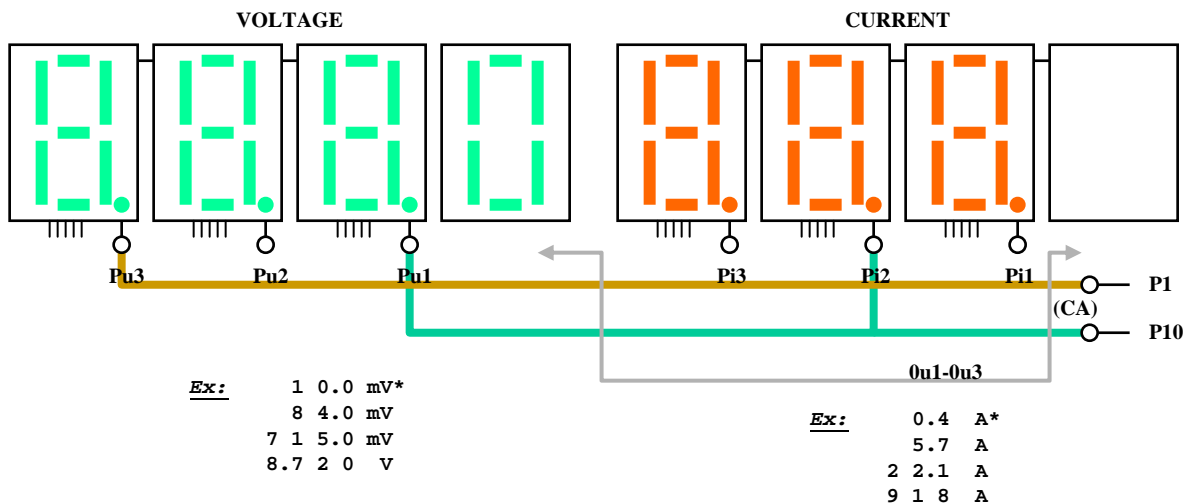 VOLTAGE CURRENT
Pu3 Pu2 Pu1 Pi3 Pi2 Pi1
P1
(CA)
P10
0u1-0u3
Ex: 1 0.0 mV*
8 4.0 mV
7 1 5.0 mV
8.7 2 0 V
Ex: 0.4 A*
5.7 A
2 2.1 A
9 1 8 A